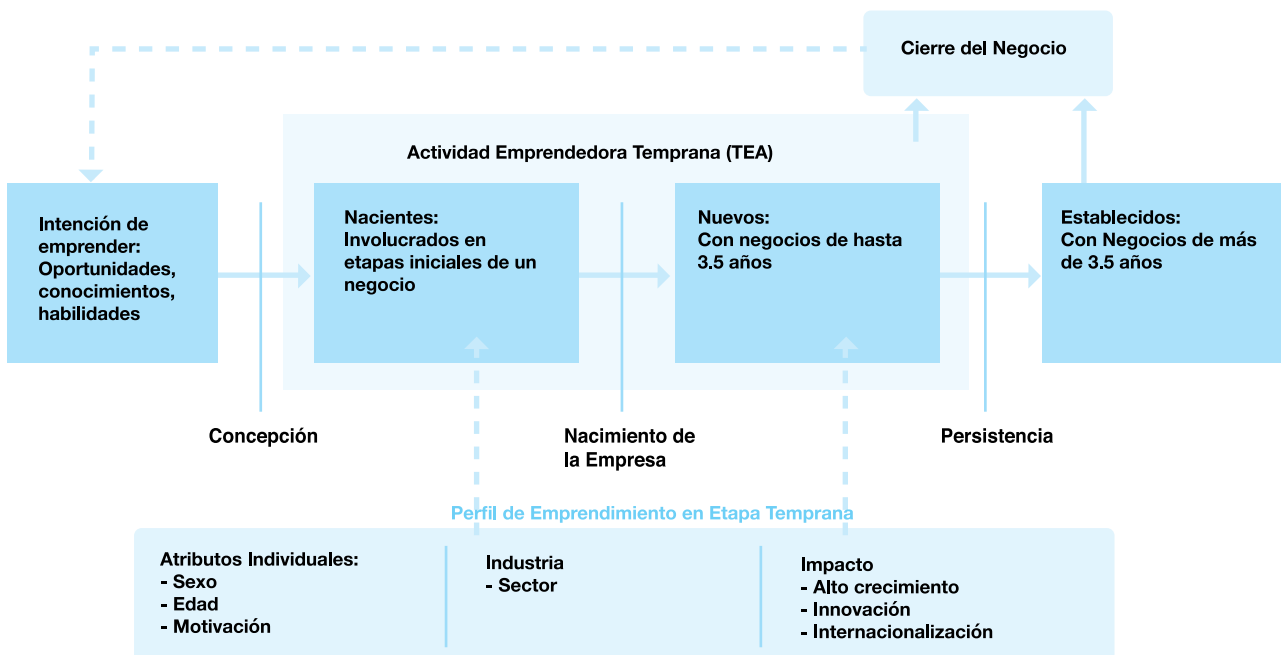 Cierre del Negocio
Actividad Emprendedora Temprana (TEA)
Intención de
emprender:
Oportunidades,
conocimientos,
habilidades
Nacientes:
Involucrados en
etapas iniciales de un
negocio
Nuevos:
Con negocios de hasta
3.5 años
Establecidos:
Con Negocios de más
de 3.5 años
Concepción
Nacimiento de
la Empresa
Persistencia
Perfil de Emprendimiento en Etapa Temprana
Atributos Individuales:
- Sexo
- Edad
- Motivación
Industria
- Sector
Impacto
- Alto crecimiento
- Innovación
- Internacionalización